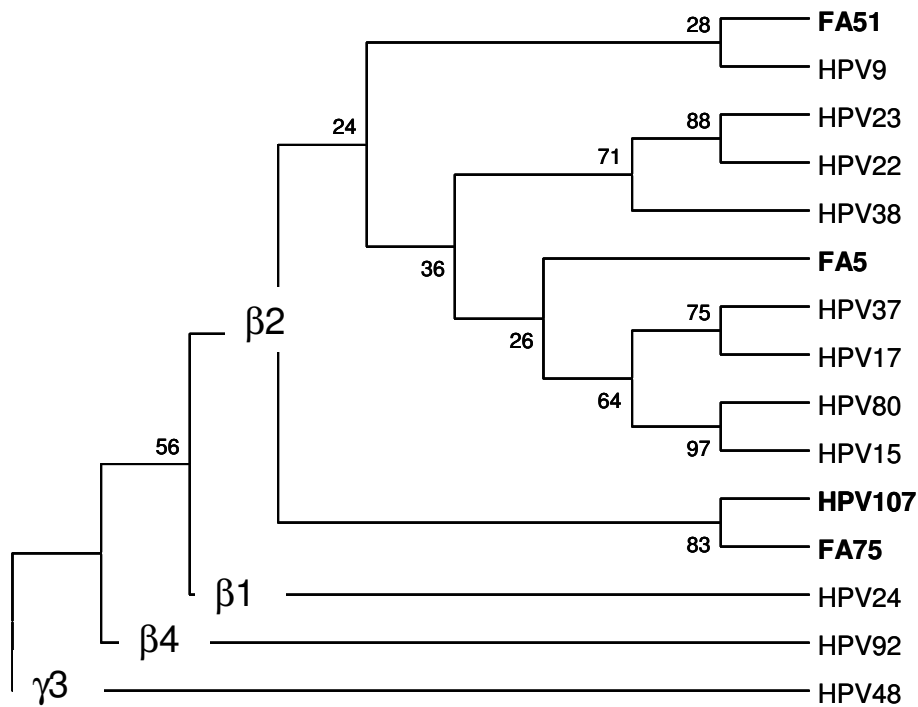 28 FA51
HPV9
88 HPV23
24
71
HPV22
HPV38
36
FA5
75 HPV37
β2
26
HPV17
64
HPV80
56
97 HPV15
HPV107
83 FA75
β1 HPV24
β4 HPV92
γ3 HPV48